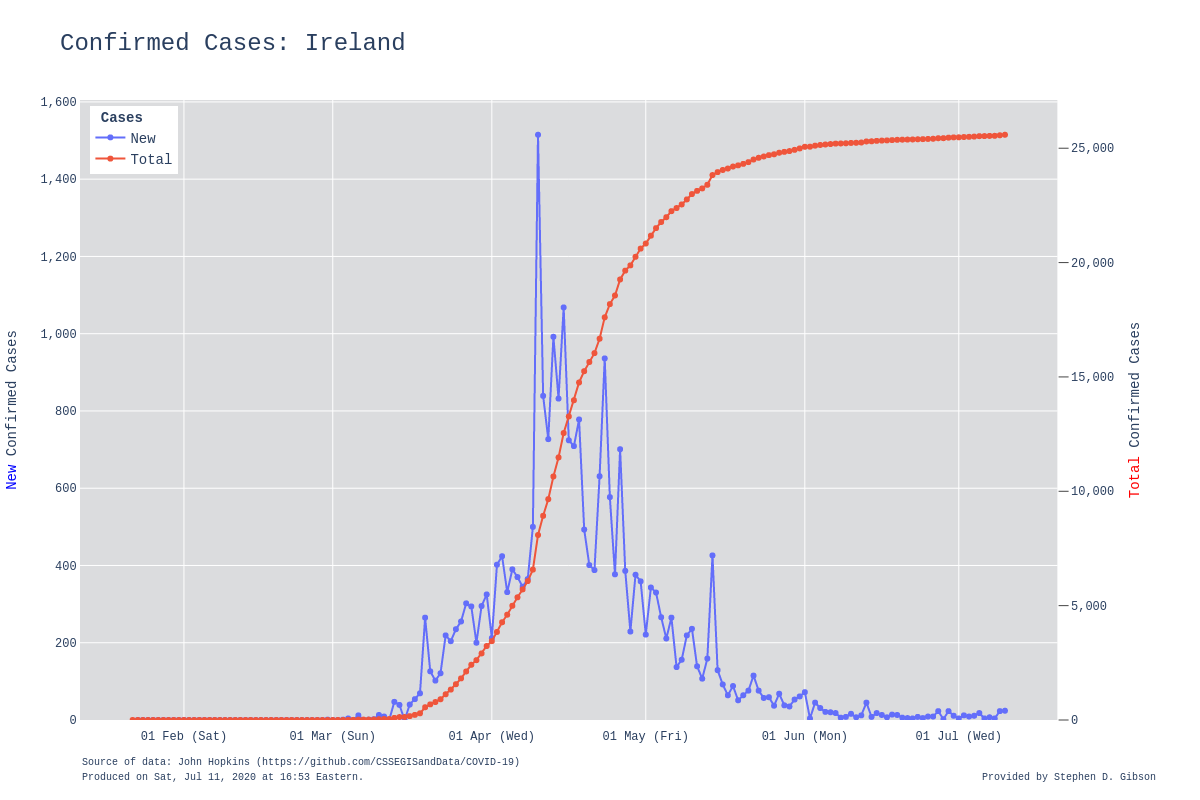 Confirmed Cases: Ireland
Cases
New
Total
1,600
1,400
1,200
1,000
800
600
400
200
0
New Confirmed Cases
25,000
20,000
15,000
10,000
5,000
0
Total Confirmed Cases
01 Feb (Sat) 01 Mar (Sun) 01 Apr (Wed) 01 May (Fri) 01 Jun (Mon) 01 Jul (Wed)
Source of data: John Hopkins (https://github.com/CSSEGISandData/COVID-19)
Produced on Sat, Jul 11, 2020 at 16:53 Eastern.
Provided by Stephen D. Gibson